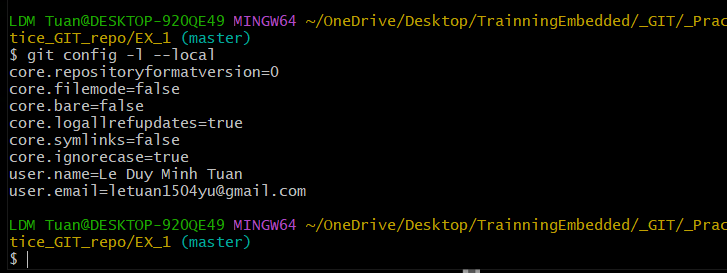 LDM Tuan@DESKTOP-92OQE49 MINGW64 ~/OneDrive/Desktop/TrainningEmbedded/_GIT/_Prac
tice_GIT_repo/EX_1 (master)
$ git config -l --local
core.repositoryformatversion=0
core.filemode=false
core.bare=false
core.logallrefupdates=true
core.symlinks=false
core.ignorecase=true
user.name=Le Duy Minh Tuan
user.email=letuan1504yu@gmail.com
LDM Tuan@DESKTOP-92OQE49 MINGW64 ~/OneDrive/Desktop/TrainningEmbedded/_GIT/_Prac
tice_GIT_repo/EX_1 (master)
$